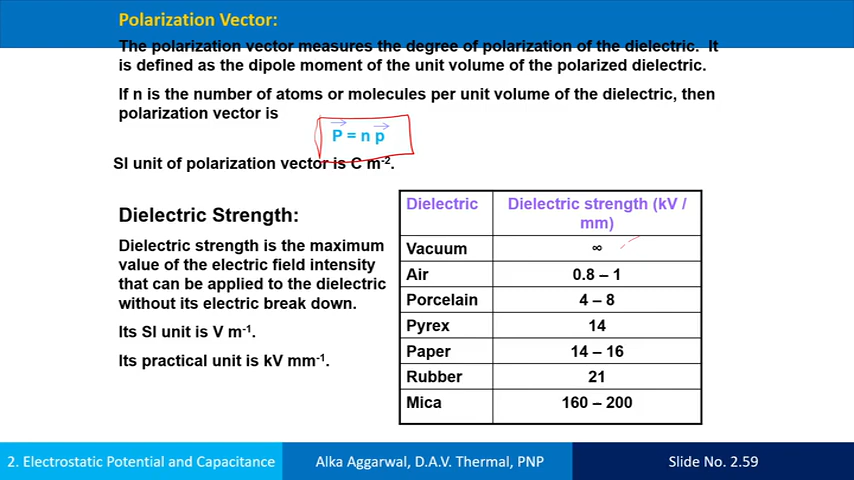 Polarization Vector:
The polarization vector measures the degree of polarization of the dielectric. It
is defined as the dipole moment of the unit volume of the polarized dielectric.
If n is the number of atoms or molecules per unit volume of the dielectric, then
polarization vector is
P⃗ = n p⃗
SI unit of polarization vector is C m⁻².
Dielectric Strength:
Dielectric strength is the maximum
value of the electric field intensity
that can be applied to the dielectric
without its electric break down.
Its SI unit is V m⁻¹.
Its practical unit is kV mm⁻¹.
Dielectric Dielectric strength (kV /
mm)
Vacuum ∞
Air 0.8 – 1
Porcelain 4 – 8
Pyrex 14
Paper 14 – 16
Rubber 21
Mica 160 – 200
2. Electrostatic Potential and Capacitance Alka Aggarwal, D.A.V. Thermal, PNP Slide No. 2.59